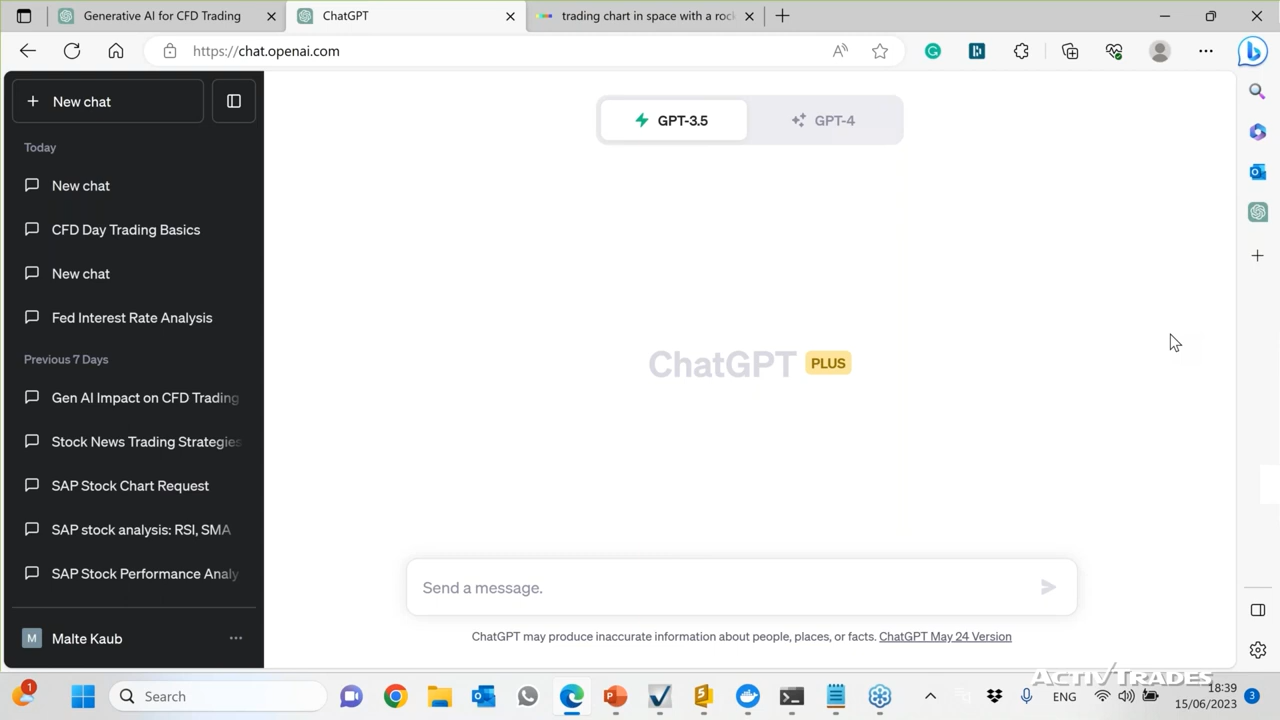 Generative AI for CFD Trading
ChatGPT
trading chart in space with a rock
https://chat.openai.com
New chat
GPT-3.5
GPT-4
Today
New chat
CFD Day Trading Basics
New chat
Fed Interest Rate Analysis
Previous 7 Days
Gen AI Impact on CFD Trading
Stock News Trading Strategies
SAP Stock Chart Request
SAP stock analysis: RSI, SMA
SAP Stock Performance Analy
ChatGPT PLUS
Send a message.
ChatGPT may produce inaccurate information about people, places, or facts. ChatGPT May 24 Version
M Malte Kaub
ACTIVTRADES
1
Search
ENG
18:39
15/06/2023
3